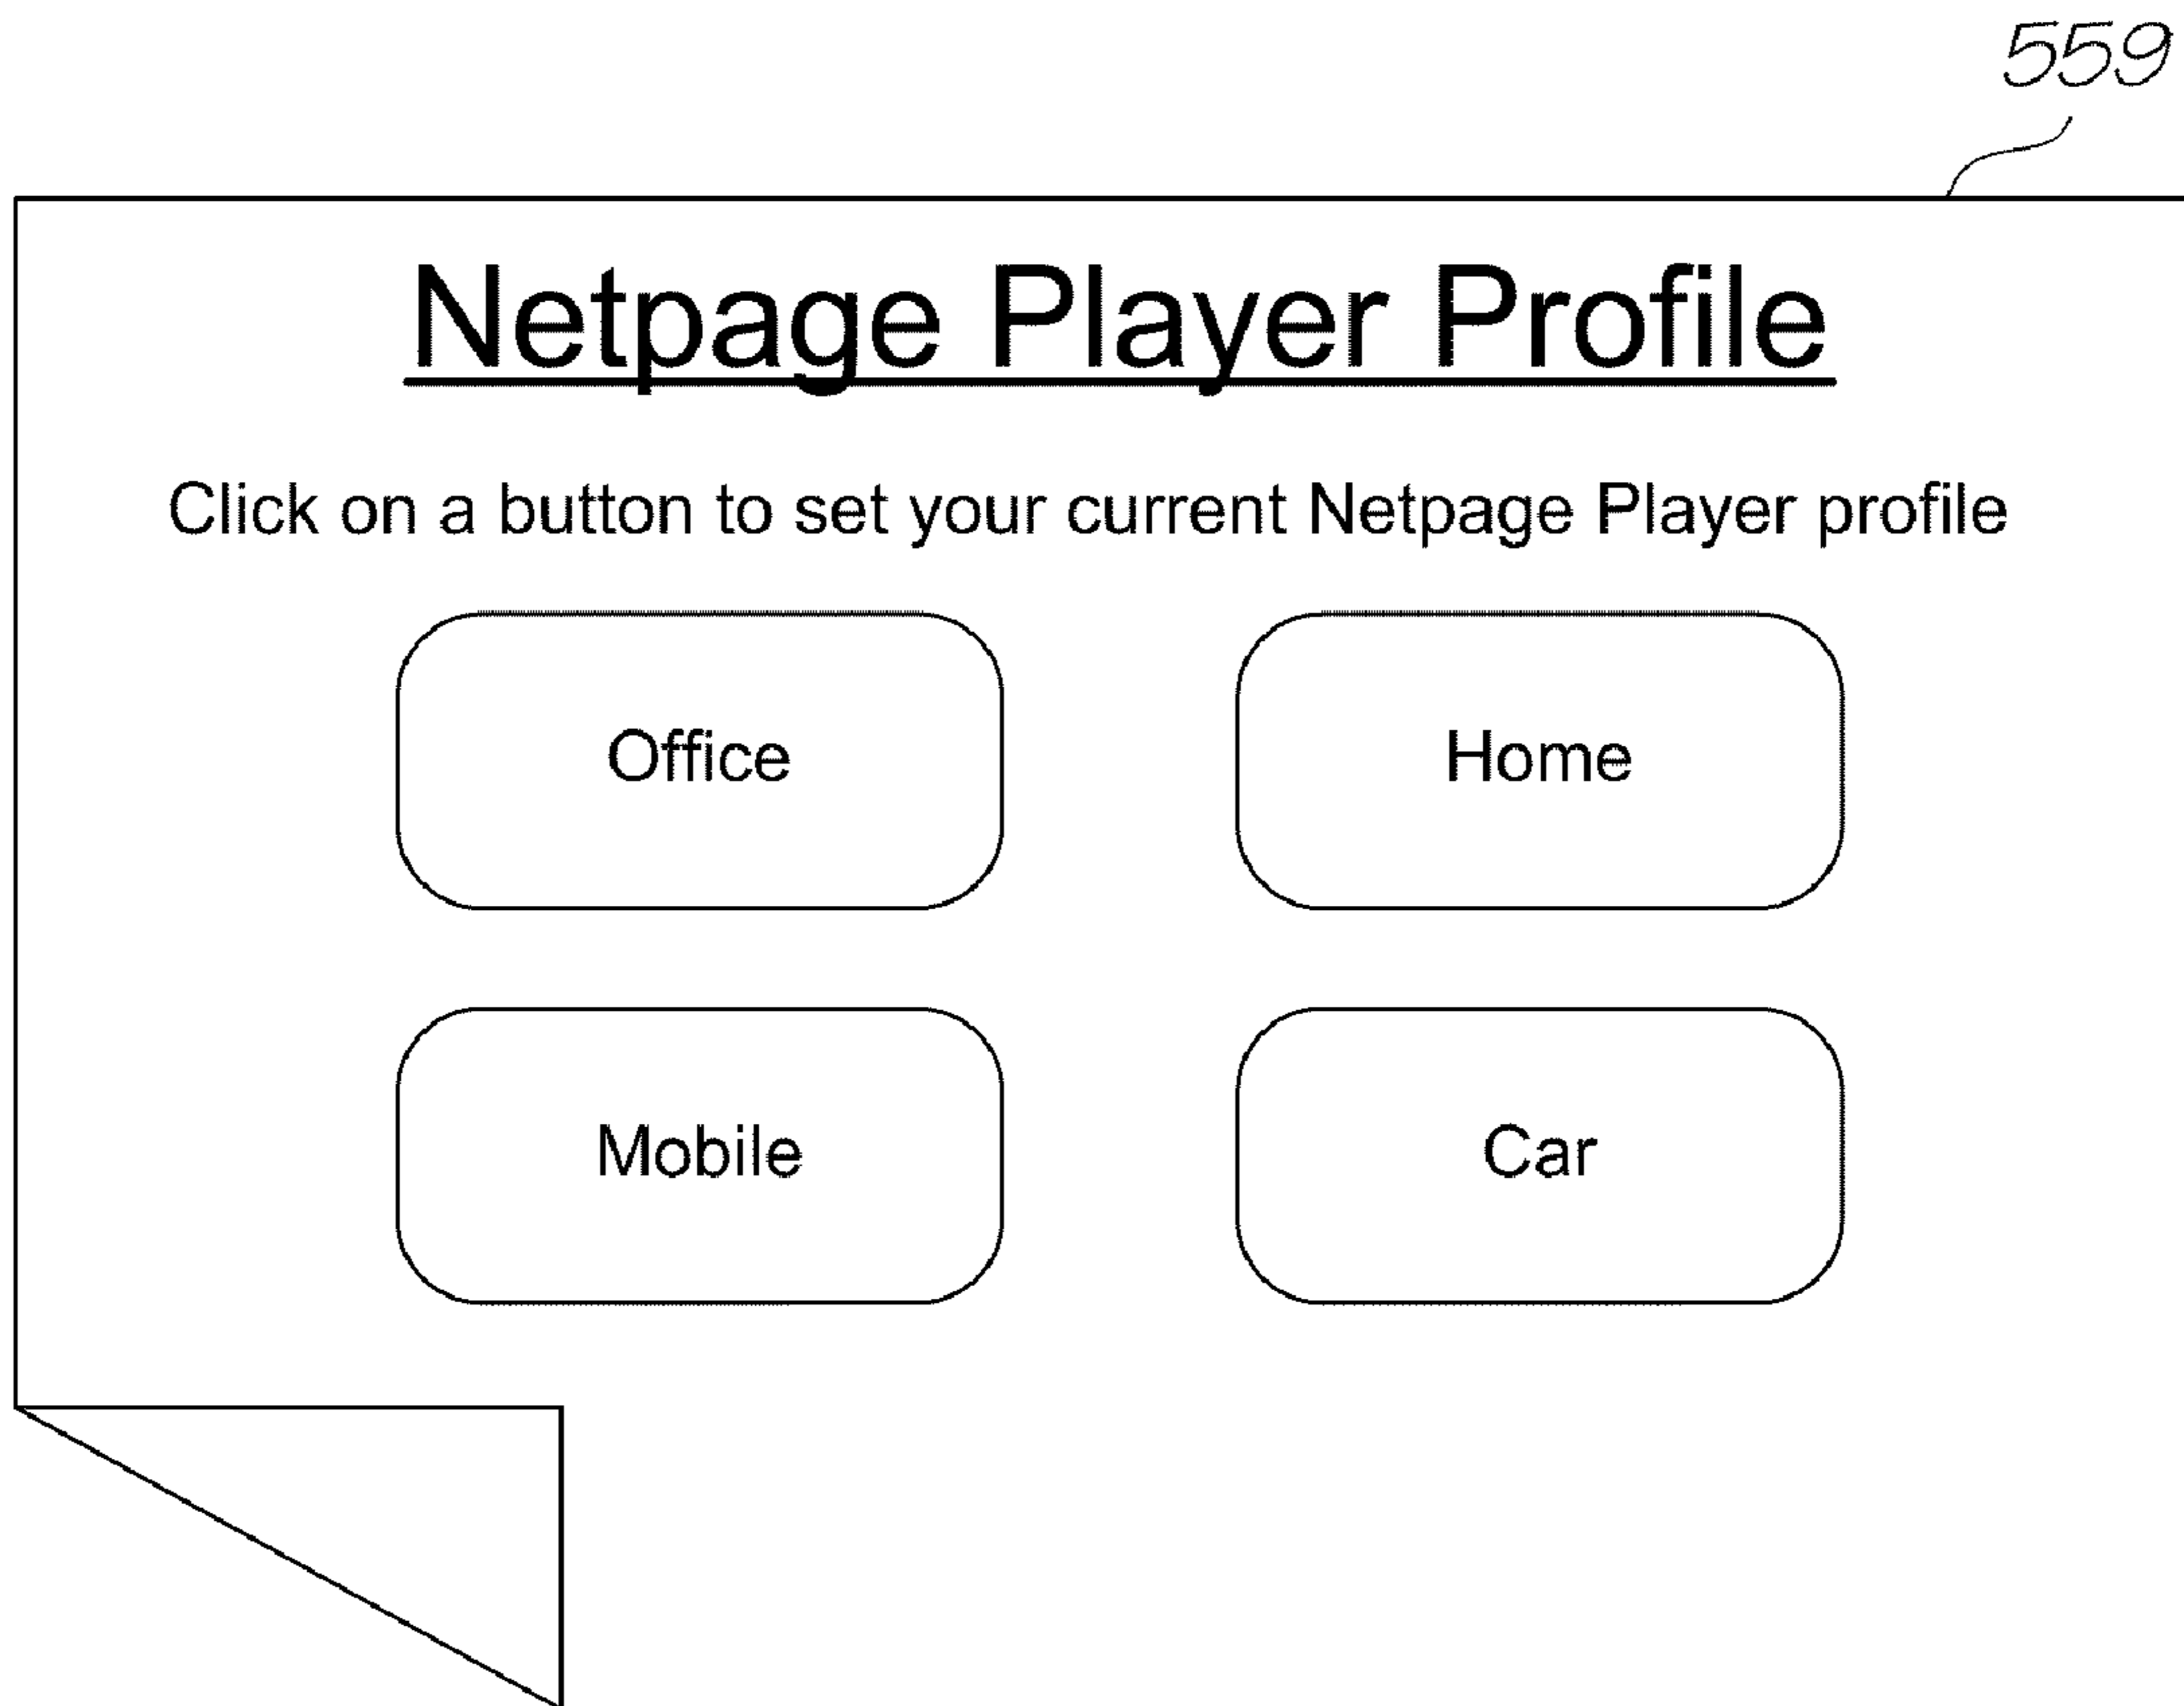 559
Netpage Player Profile
Click on a button to set your current Netpage Player profile
Office Home
Mobile Car